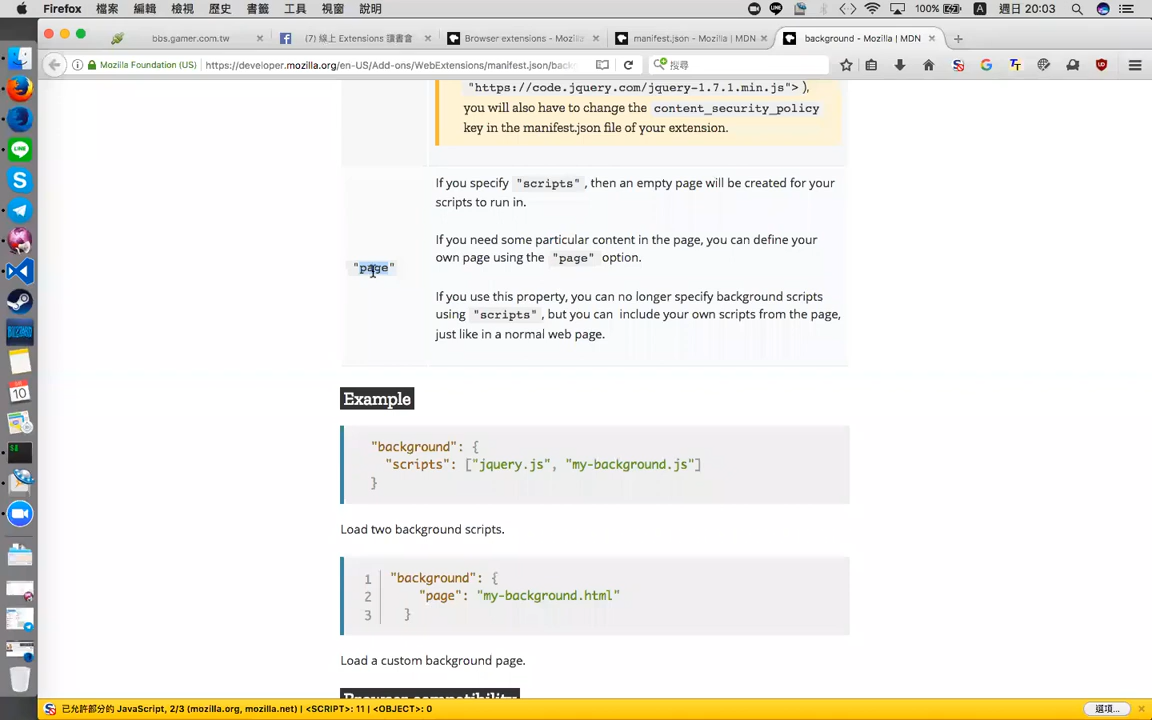 Firefox 檔案 編輯 檢視 歷史 書籤 工具 視窗 說明 100% A 週日 20:03
bbs.gamer.com.tw
(7) 線上 Extensions 讀書會
Browser extensions - Mozilla
manifest.json - Mozilla | MDN
background - Mozilla | MDN
Mozilla Foundation (US)
https://developer.mozilla.org/en-US/Add-ons/WebExtensions/manifest.json/back
搜尋
"https://code.jquery.com/jquery-1.7.1.min.js"> ),
you will also have to change the content_security_policy
key in the manifest.json file of your extension.
"page"
If you specify "scripts", then an empty page will be created for your
scripts to run in.
If you need some particular content in the page, you can define your
own page using the "page" option.
If you use this property, you can no longer specify background scripts
using "scripts", but you can include your own scripts from the page,
just like in a normal web page.
Example
"background": {
"scripts": ["jquery.js", "my-background.js"]
}
Load two background scripts.
1 "background": {
2 "page": "my-background.html"
3 }
Load a custom background page.
Browser compatibility
已允許部分的 JavaScript, 2/3 (mozilla.org, mozilla.net) | <SCRIPT>: 11 | <OBJECT>: 0
選項...
LINE
BLIZZARD
10